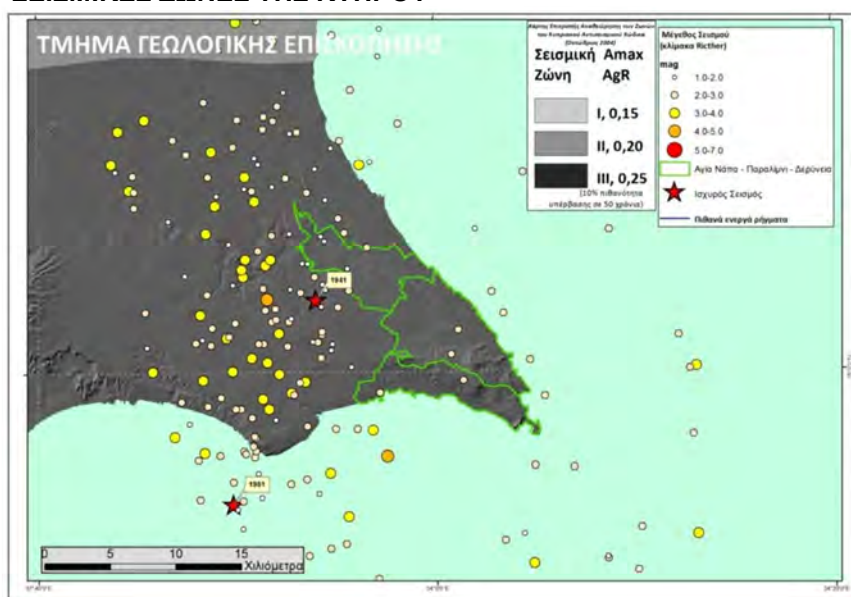 ΤΜΗΜΑ ΓΕΩΛΟΓΙΚΗΣ ΕΠΙΣΚΟΠΗΣΗΣ
Σεισμική Amax
Ζώνη AgR
I, 0,15
II, 0,20
III, 0,25
(10% πιθανότητα
υπέρβασης σε 50 χρόνια)
Μέγεθος Σεισμού
(κλίμακα Ricther)
mag
1.0-2.0
2.0-3.0
3.0-4.0
4.0-5.0
5.0-7.0
Αγία Νάπα - Παραλίμνι - Δερύνεια
Ισχυρός Σεισμός
Πιθανά ενεργά ρήγματα
1941
0 5 10 15
Χιλιόμετρα